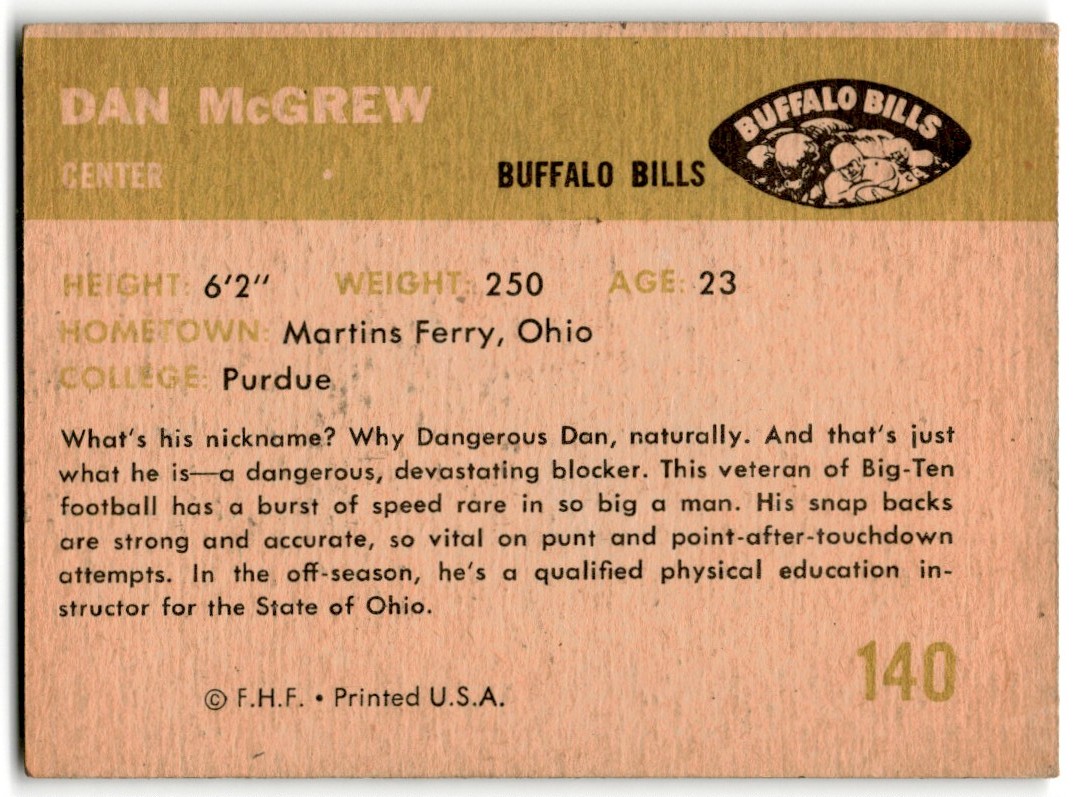 DAN McGREW
BUFFALO BILLS
CENTER
BUFFALO BILLS
HEIGHT: 6'2" WEIGHT: 250 AGE: 23
HOMETOWN: Martins Ferry, Ohio
COLLEGE: Purdue
What's his nickname? Why Dangerous Dan, naturally. And that's just
what he is—a dangerous, devastating blocker. This veteran of Big-Ten
football has a burst of speed rare in so big a man. His snap backs
are strong and accurate, so vital on punt and point-after-touchdown
attempts. In the off-season, he's a qualified physical education in-
structor for the State of Ohio.
140
© F.H.F. • Printed U.S.A.